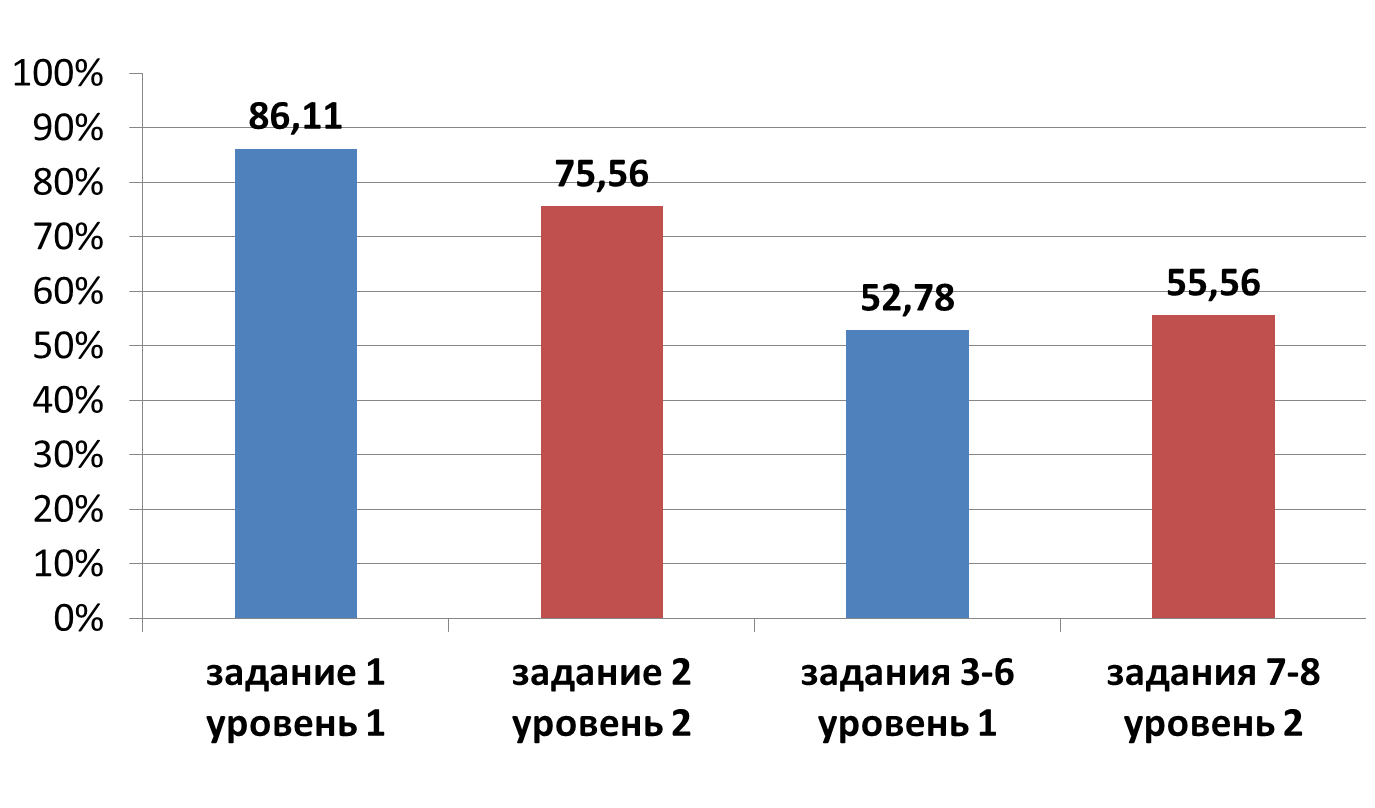 100%
90%
80%
70%
60%
50%
40%
30%
20%
10%
0%
86,11
75,56
52,78
55,56
задание 1
уровень 1
задание 2
уровень 2
задания 3-6
уровень 1
задания 7-8
уровень 2